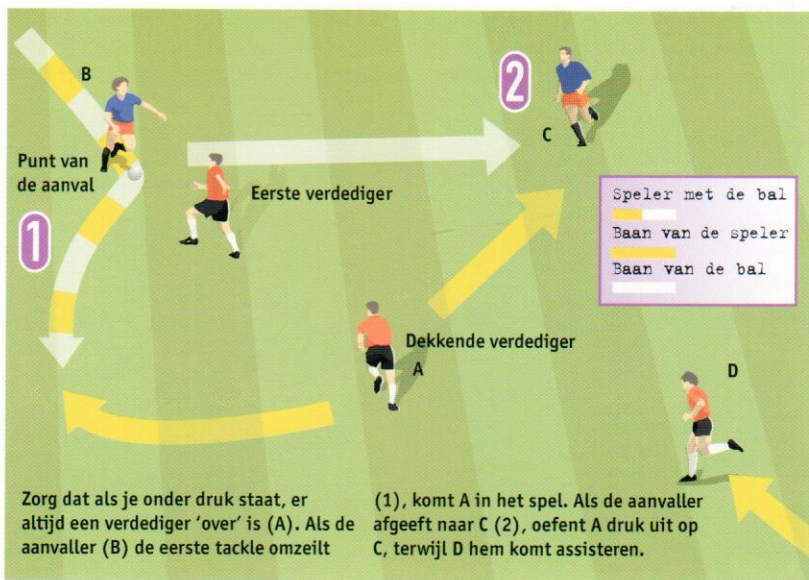 B
2
C
Punt van
de aanval
Eerste verdediger
Speler met de bal
Baan van de speler
Baan van de bal
1
Dekkende verdediger
A
D
Zorg dat als je onder druk staat, er
altijd een verdediger ‘over’ is (A). Als de
aanvaller (B) de eerste tackle omzeilt
(1), komt A in het spel. Als de aanvaller
afgeeft naar C (2), oefent A druk uit op
C, terwijl D hem komt assisteren.